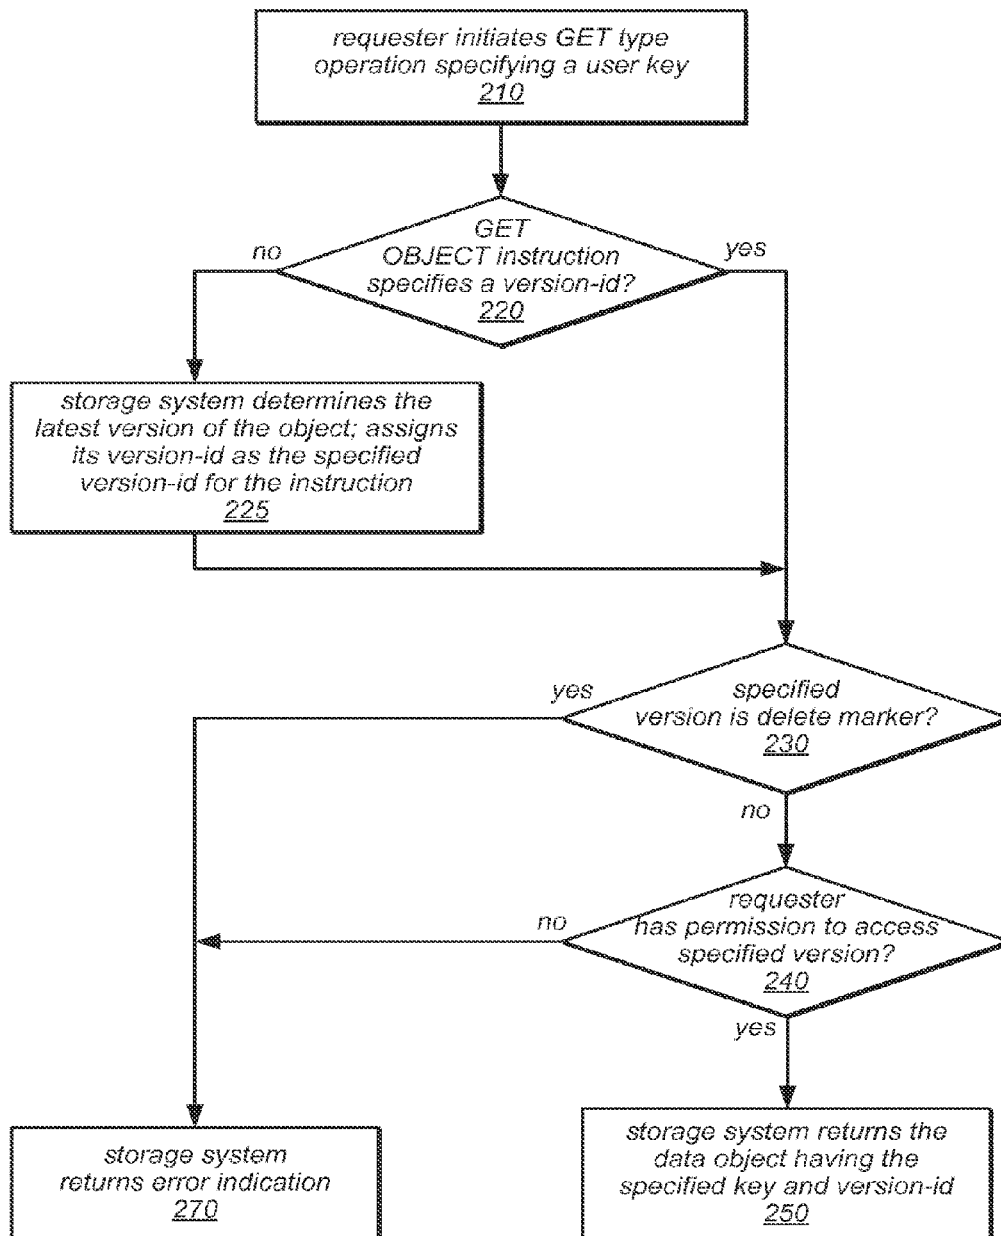 requester initiates GET type
operation specifying a user key
210
GET
OBJECT instruction
specifies a version-id?
220
no
yes
storage system determines the
latest version of the object; assigns
its version-id as the specified
version-id for the instruction
225
specified
version is delete marker?
230
yes
no
requester
has permission to access
specified version?
240
no
yes
storage system
returns error indication
270
storage system returns the
data object having the
specified key and version-id
250